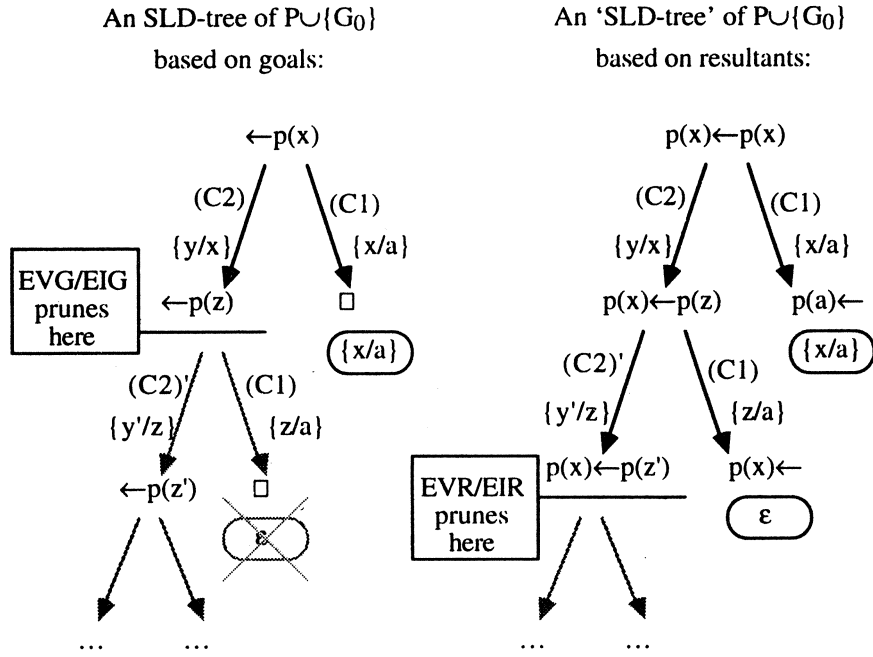 An SLD-tree of P∪{G₀}
based on goals:
←p(x)
(C2)
(C1)
{y/x}
{x/a}
EVG/EIG
prunes
here
←p(z)
□
{x/a}
(C2)'
(C1)
{y'/z}
{z/a}
←p(z')
□
ε
...
...
An ‘SLD-tree’ of P∪{G₀}
based on resultants:
p(x)←p(x)
(C2)
(C1)
{y/x}
{x/a}
p(x)←p(z)
p(a)←
{x/a}
(C2)'
(C1)
{y'/z}
{z/a}
EVR/EIR
prunes
here
p(x)←p(z')
p(x)←
ε
...
...